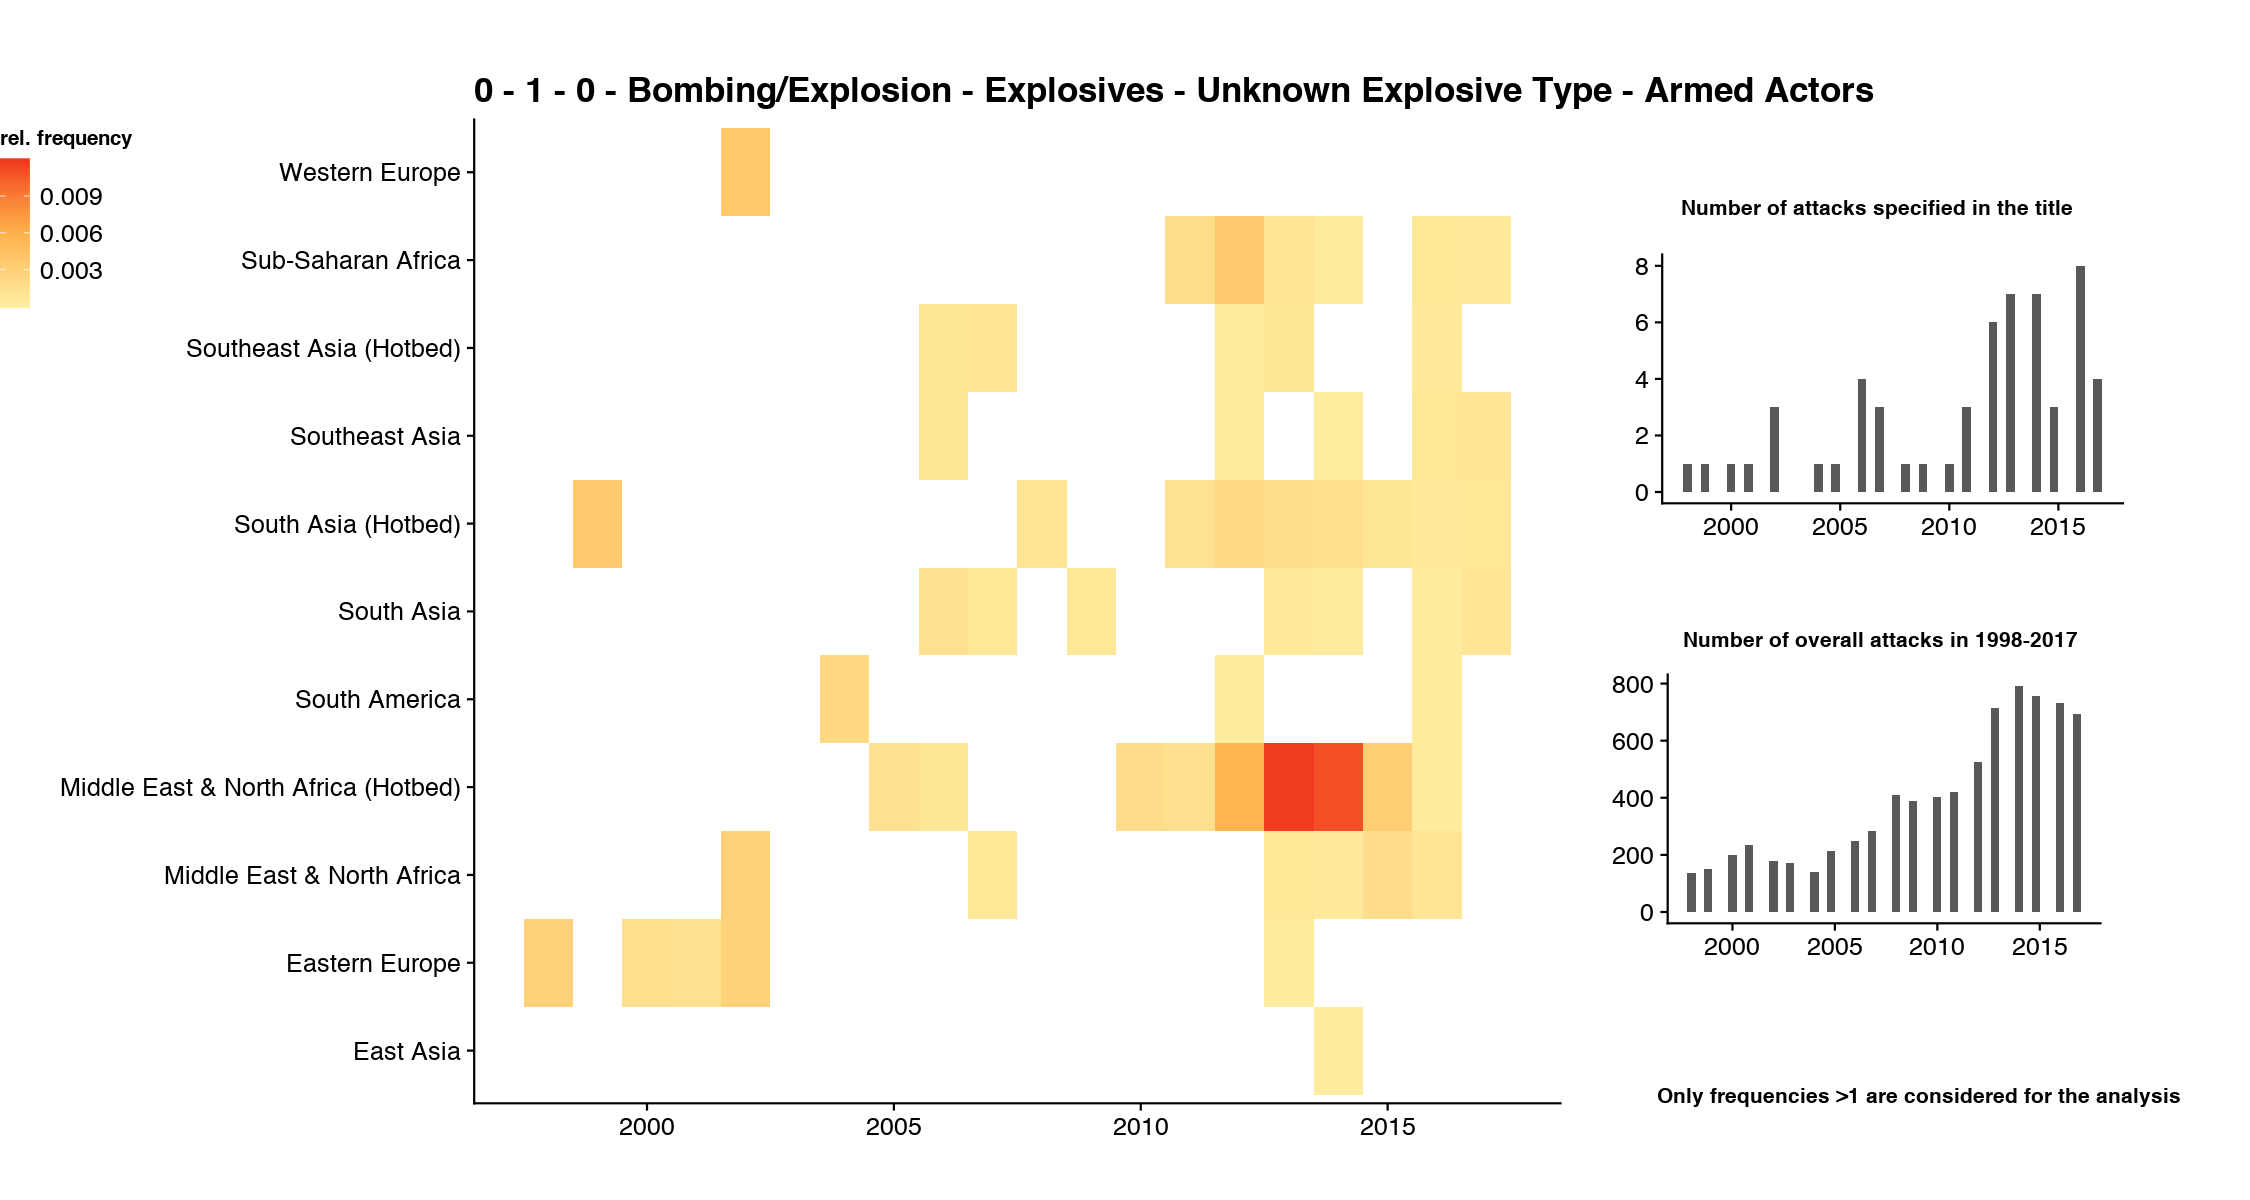 0 - 1 - 0 - Bombing/Explosion - Explosives - Unknown Explosive Type - Armed Actors
rel. frequency
0.009
0.006
0.003
Western Europe
Sub-Saharan Africa
Southeast Asia (Hotbed)
Southeast Asia
South Asia (Hotbed)
South Asia
South America
Middle East & North Africa (Hotbed)
Middle East & North Africa
Eastern Europe
East Asia
2000 2005 2010 2015
Number of attacks specified in the title
8
6
4
2
0
2000 2005 2010 2015
Number of overall attacks in 1998-2017
800
600
400
200
0
2000 2005 2010 2015
Only frequencies >1 are considered for the analysis